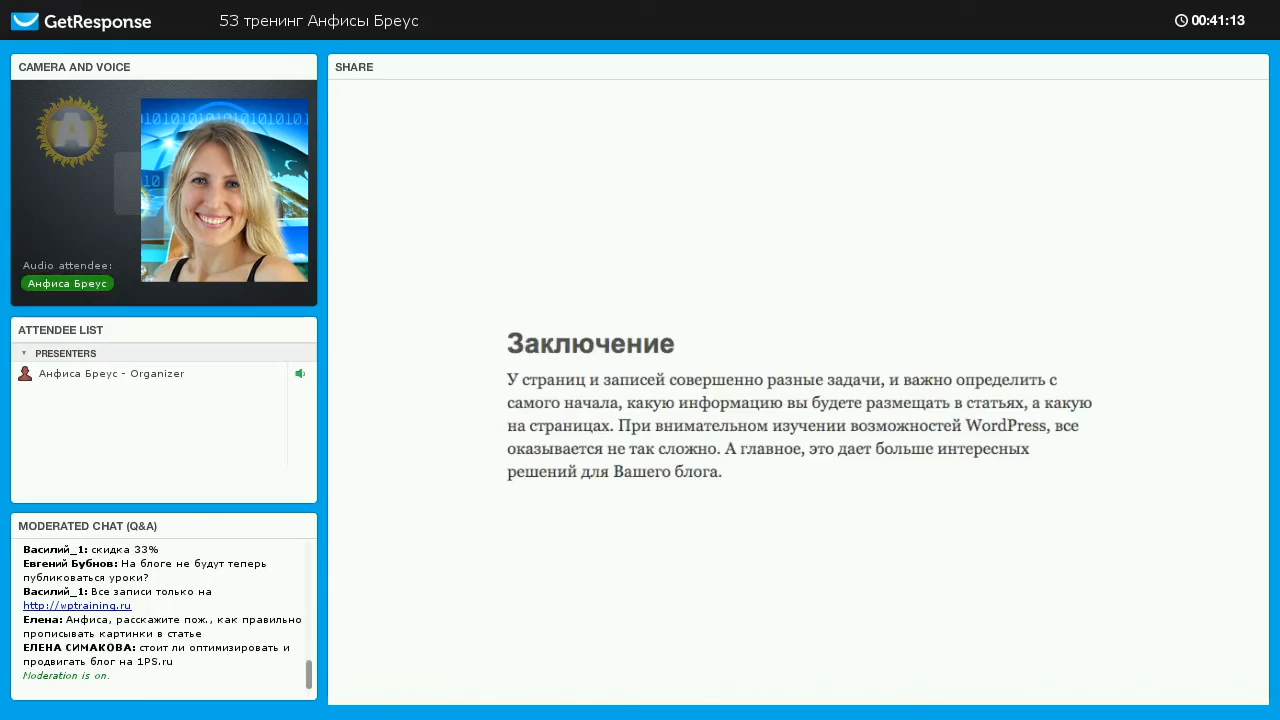 GetResponse
53 тренинг Анфисы Бреус
00:41:13
CAMERA AND VOICE
A
Audio attendee:
Анфиса Бреус
ATTENDEE LIST
PRESENTERS
Анфиса Бреус - Organizer
MODERATED CHAT (Q&A)
Василий_1: скидка 33%
Евгений Бубнов: На блоге не будут теперь
публиковаться уроки?
Василий_1: Все записи только на
http://wptraining.ru
Елена: Анфиса, расскажите пож., как правильно
прописывать картинки в статье
ЕЛЕНА СИМАКОВА: стоит ли оптимизировать и
продвигать блог на 1PS.ru
Noderation is on.
SHARE
Заключение
У страниц и записей совершенно разные задачи, и важно определить с
самого начала, какую информацию вы будете размещать в статьях, а какую
на страницах. При внимательном изучении возможностей WordPress, все
оказывается не так сложно. А главное, это дает больше интересных
решений для Вашего блога.